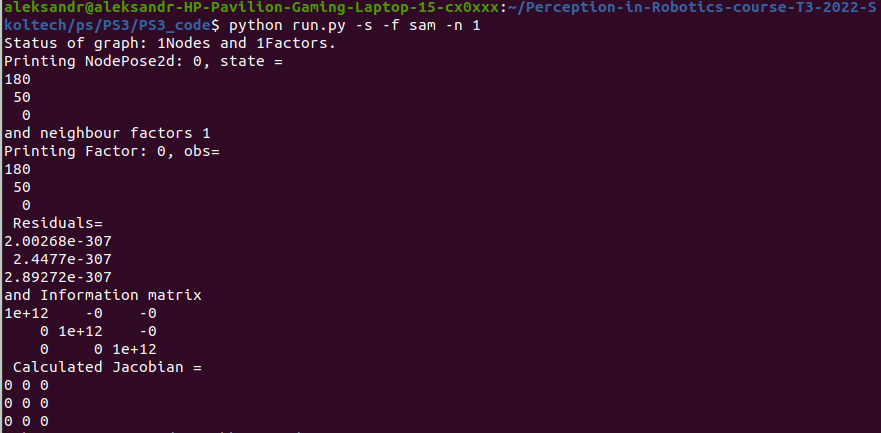 aleksandr@aleksandr-HP-Pavilion-Gaming-Laptop-15-cx0xxx:~/Perception-in-Robotics-course-T3-2022-S
koltech/ps/PS3/PS3_code$ python run.py -s -f sam -n 1
Status of graph: 1Nodes and 1Factors.
Printing NodePose2d: 0, state =
180
 50
  0
and neighbour factors 1
Printing Factor: 0, obs=
180
 50
  0
 Residuals=
2.00268e-307
 2.4477e-307
2.89272e-307
and Information matrix
1e+12    -0    -0
    0 1e+12    -0
    0     0 1e+12
 Calculated Jacobian =
0 0 0
0 0 0
0 0 0